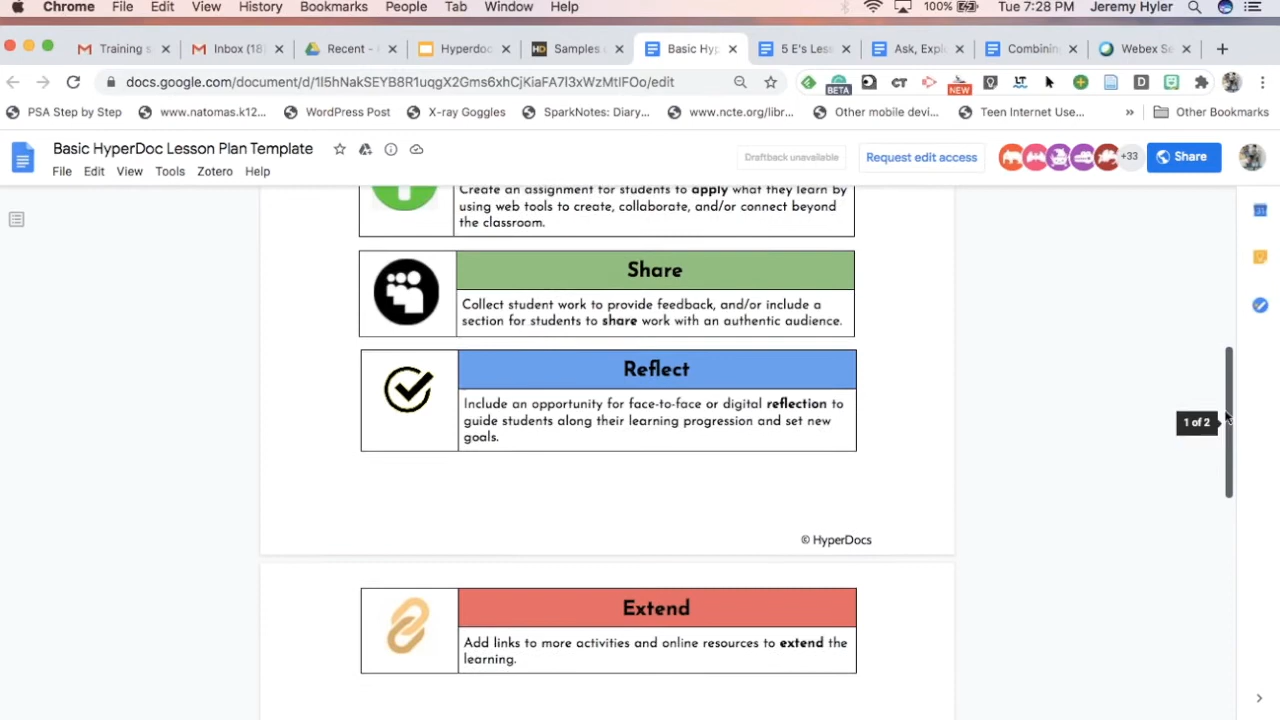 Chrome File Edit View History Bookmarks People Tab Window Help 100% Tue 7:28 PM Jeremy Hyler
Training s Inbox (18 Recent - Hyperdoc Samples Basic Hyp 5 E's Less Ask, Expl Combinin Webex Se
docs.google.com/document/d/1I5hNakSEYB8R1uqgX2Gms6xhCjKiaFA7I3xWzMtIFOo/edit CT BETA NEW LT D
PSA Step by Step www.natomas.k12... WordPress Post X-ray Goggles SparkNotes: Diary... www.ncte.org/libr... Other mobile devi... Teen Internet Use... » Other Bookmarks
Basic HyperDoc Lesson Plan Template Draftback unavailable Request edit access +33 Share
File Edit View Tools Zotero Help
Create an assignment for students to apply what they learn by
using web tools to create, collaborate, and/or connect beyond
the classroom.
Share
Collect student work to provide feedback, and/or include a
section for students to share work with an authentic audience.
Reflect
Include an opportunity for face-to-face or digital reflection to
guide students along their learning progression and set new
goals.
1 of 2
© HyperDocs
Extend
Add links to more activities and online resources to extend the
learning.